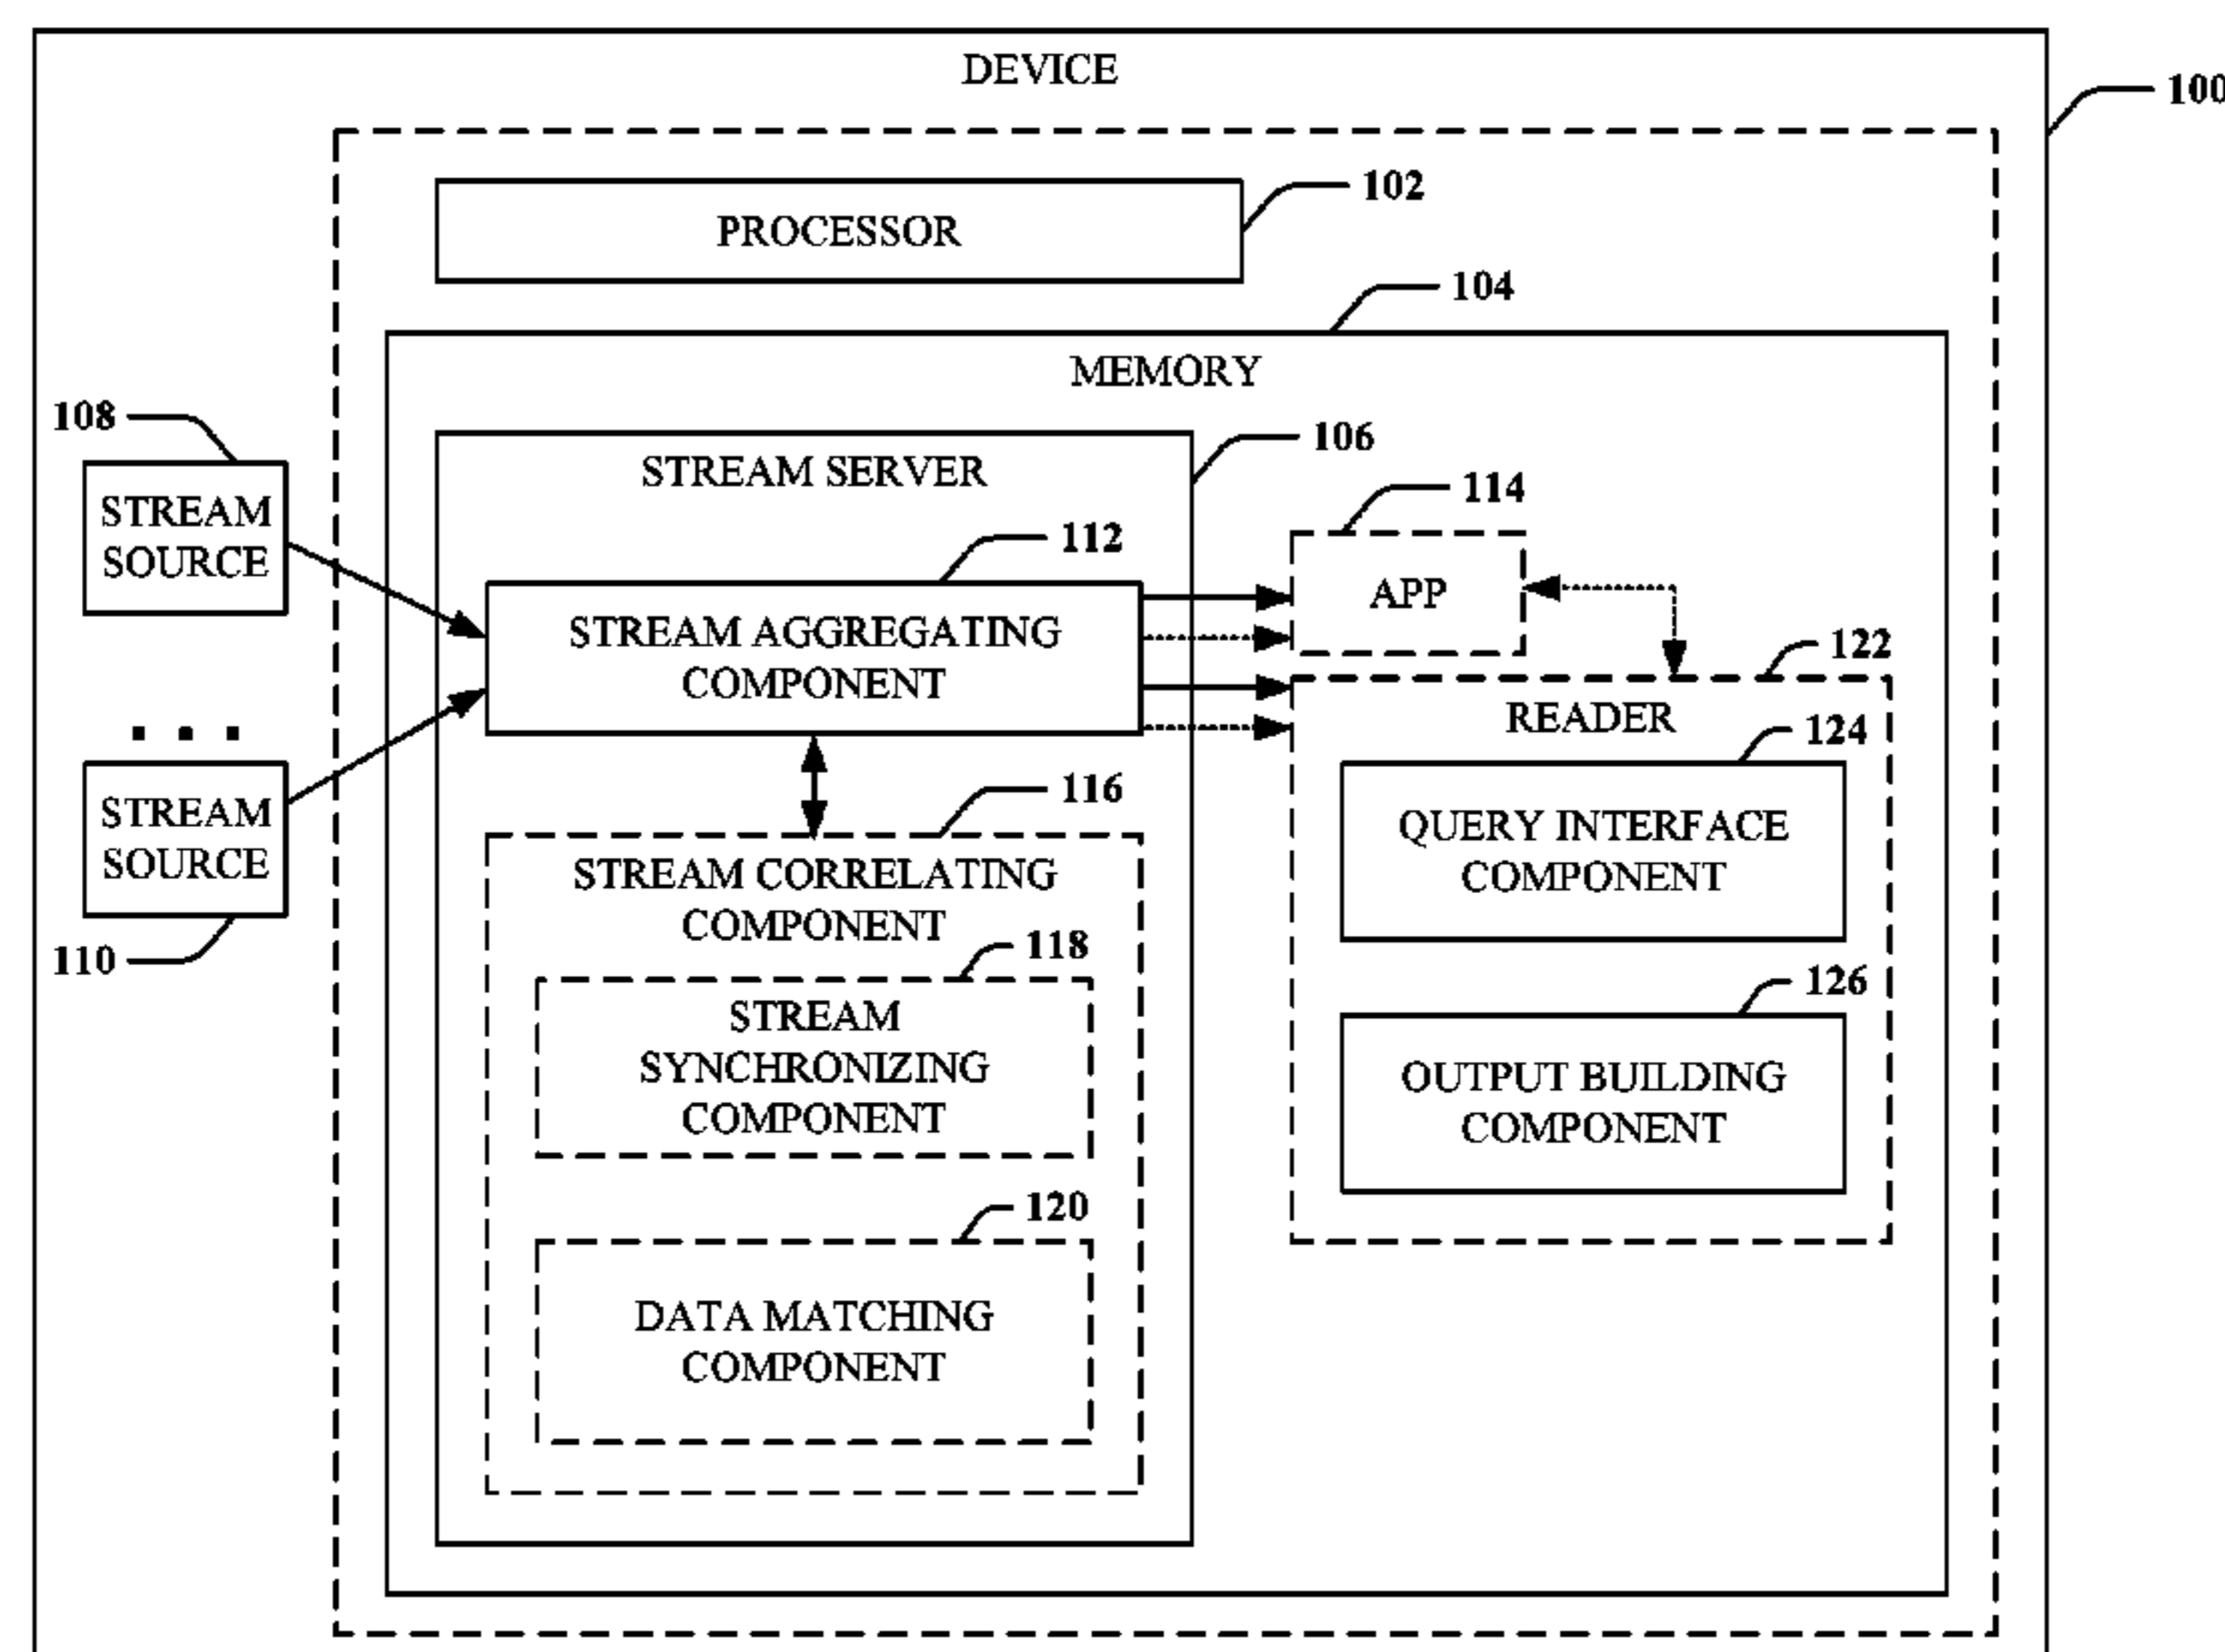 DEVICE
100
102
PROCESSOR
104
MEMORY
108
106
STREAM SERVER
114
STREAM
SOURCE
112
APP
STREAM AGGREGATING
COMPONENT
122
READER
124
116
STREAM
SOURCE
QUERY INTERFACE
COMPONENT
STREAM CORRELATING
COMPONENT
110
118
126
STREAM
SYNCHRONIZING
COMPONENT
OUTPUT BUILDING
COMPONENT
120
DATA MATCHING
COMPONENT